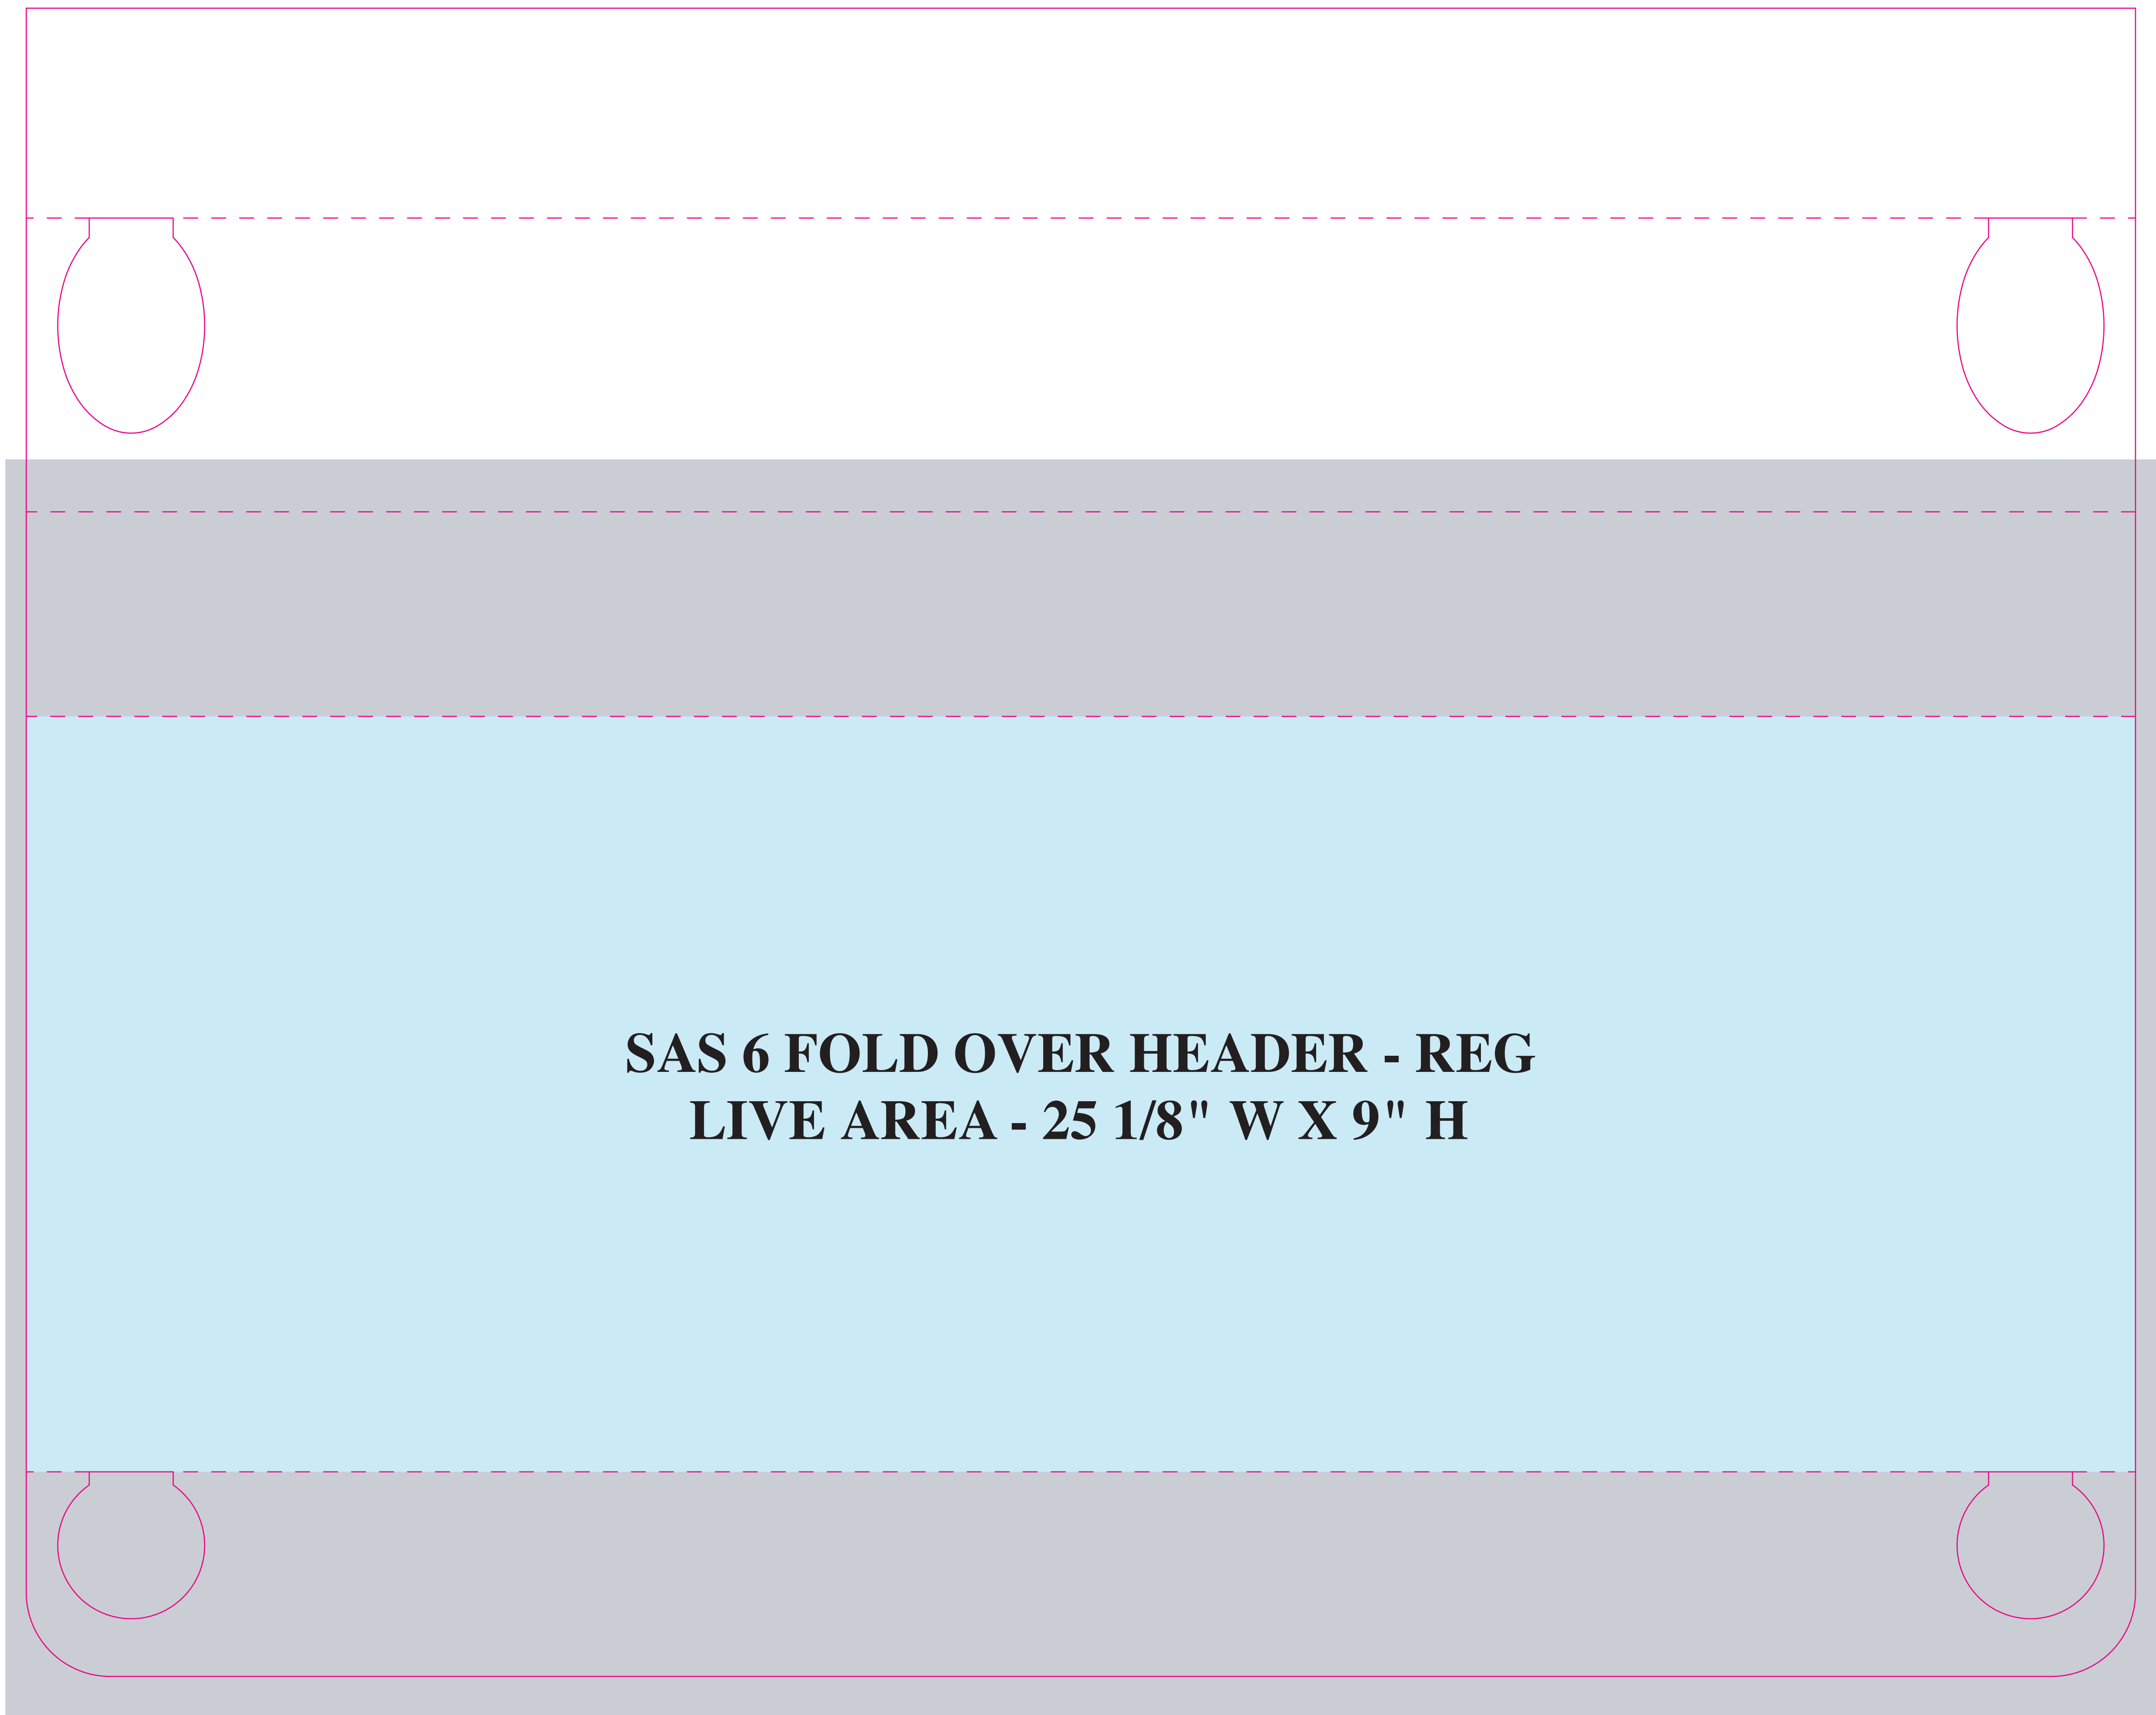 SAS 6 FOLD OVER HEADER - REG
LIVE AREA - 25 1/8" W X 9" H